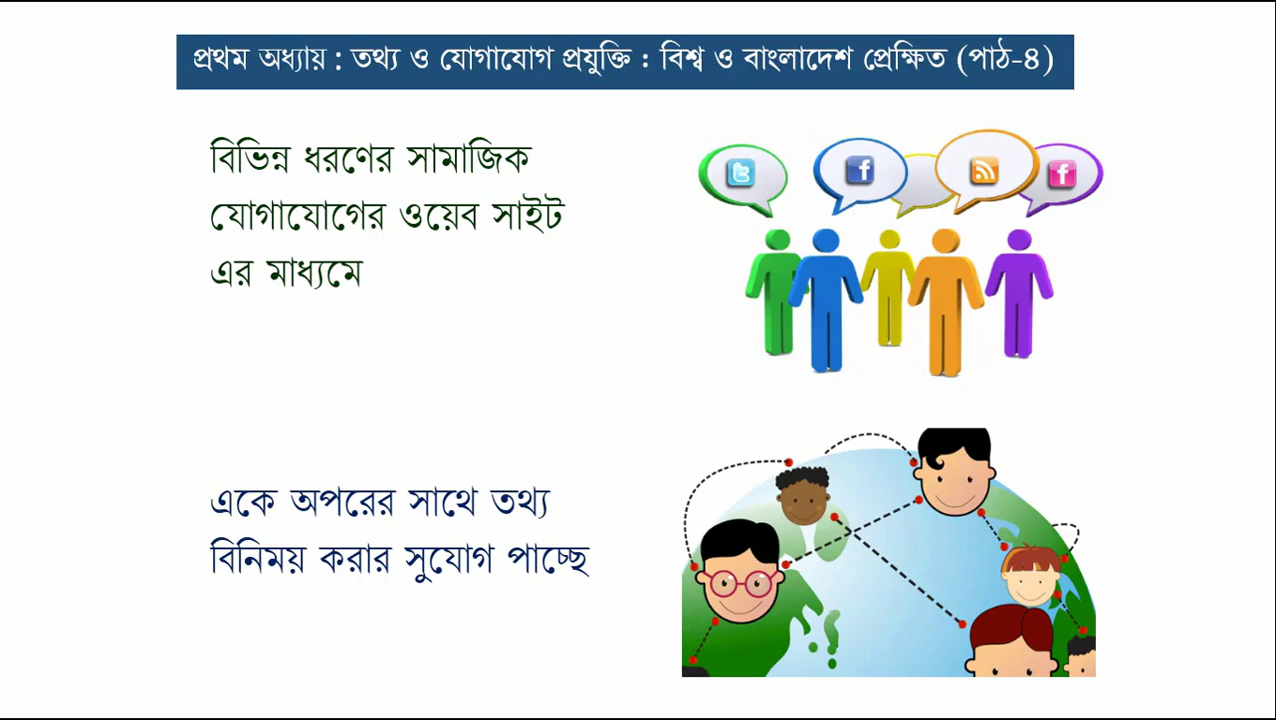 প্রথম অধ্যায় : তথ্য ও যোগাযোগ প্রযুক্তি : বিশ্ব ও বাংলাদেশ প্রেক্ষিত (পাঠ-৪)
বিভিন্ন ধরণের সামাজিক
যোগাযোগের ওয়েব সাইট
এর মাধ্যমে
একে অপরের সাথে তথ্য
বিনিময় করার সুযোগ পাচ্ছে